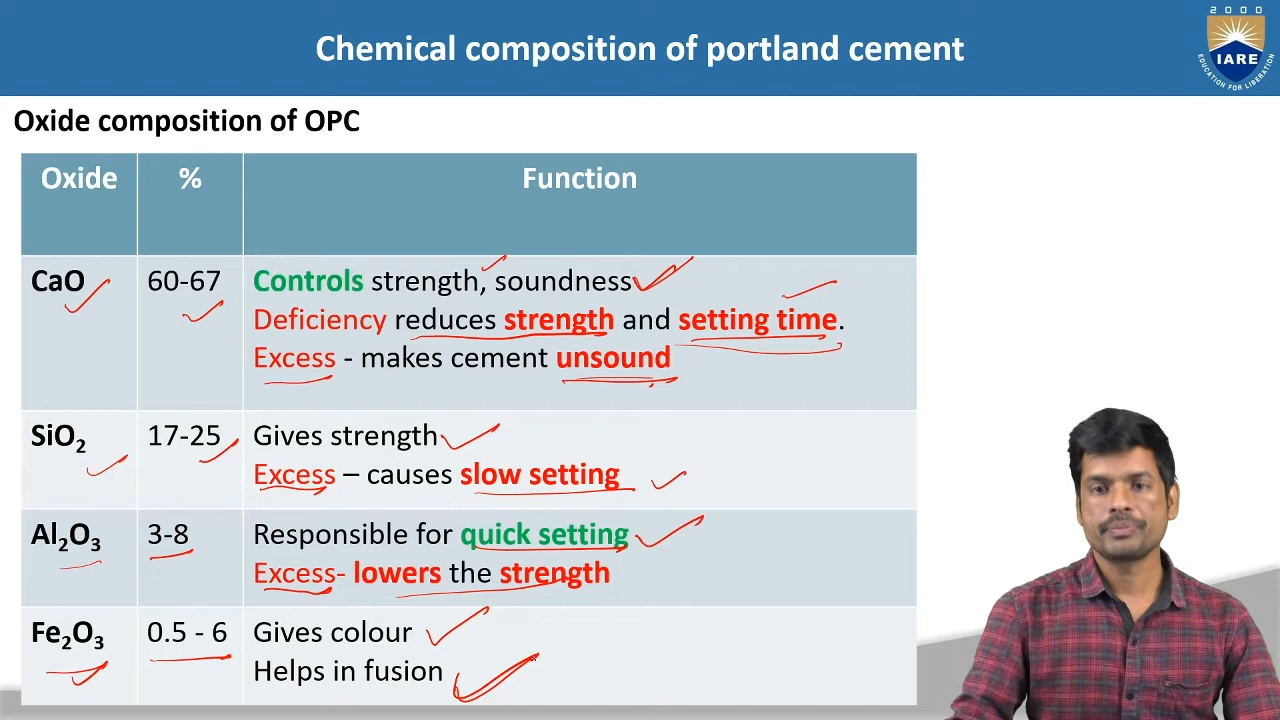 Chemical composition of portland cement
2000
IARE
EDUCATION FOR LIBERATION
Oxide composition of OPC
Oxide % Function
CaO 60-67 Controls strength, soundness
Deficiency reduces strength and setting time.
Excess - makes cement unsound
SiO₂ 17-25 Gives strength
Excess – causes slow setting
Al₂O₃ 3-8 Responsible for quick setting
Excess- lowers the strength
Fe₂O₃ 0.5 - 6 Gives colour
Helps in fusion